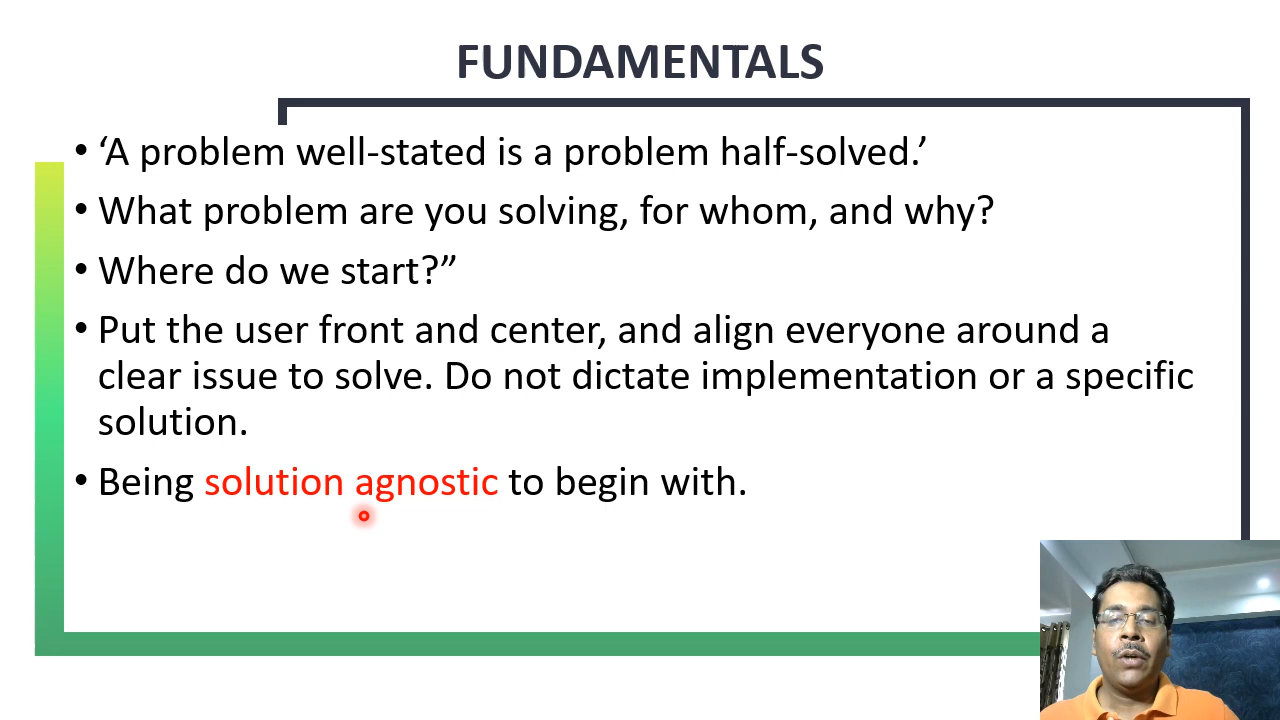 FUNDAMENTALS
• ‘A problem well-stated is a problem half-solved.’
• What problem are you solving, for whom, and why?
• Where do we start?”
• Put the user front and center, and align everyone around a
clear issue to solve. Do not dictate implementation or a specific
solution.
• Being solution agnostic to begin with.